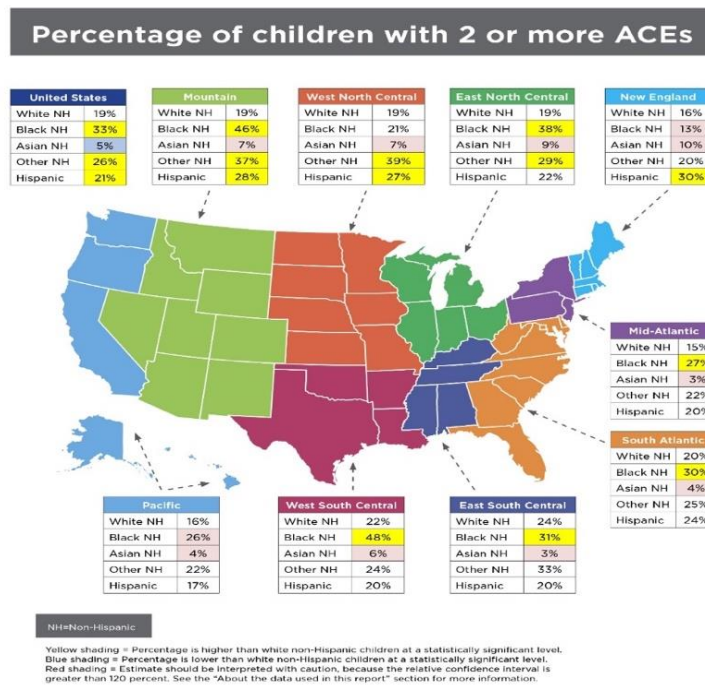 Percentage of children with 2 or more ACEs
United States
White NH 19%
Black NH 33%
Asian NH 5%
Other NH 26%
Hispanic 21%
Mountain
White NH 19%
Black NH 46%
Asian NH 7%
Other NH 37%
Hispanic 28%
West North Central
White NH 19%
Black NH 21%
Asian NH 7%
Other NH 39%
Hispanic 27%
East North Central
White NH 19%
Black NH 38%
Asian NH 9%
Other NH 29%
Hispanic 22%
New England
White NH 16%
Black NH 13%
Asian NH 10%
Other NH 20%
Hispanic 30%
Mid-Atlantic
White NH 15%
Black NH 27%
Asian NH 3%
Other NH 22%
Hispanic 20%
South Atlantic
White NH 20%
Black NH 30%
Asian NH 4%
Other NH 25%
Hispanic 24%
Pacific
White NH 16%
Black NH 26%
Asian NH 4%
Other NH 22%
Hispanic 17%
West South Central
White NH 22%
Black NH 48%
Asian NH 6%
Other NH 24%
Hispanic 20%
East South Central
White NH 24%
Black NH 31%
Asian NH 3%
Other NH 33%
Hispanic 20%
NH=Non-Hispanic
Yellow shading = Percentage is higher than white non-Hispanic children at a statistically significant level.
Blue shading = Percentage is lower than white non-Hispanic children at a statistically significant level.
Red shading = Estimate should be interpreted with caution, because the relative confidence interval is
greater than 120 percent. See the "About the data used in this report" section for more information.